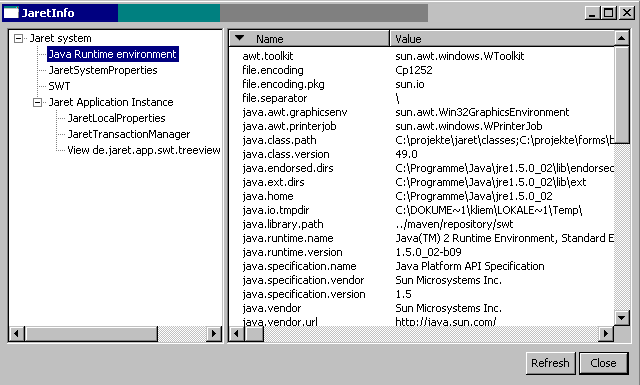 JaretInfo
Jaret system
Java Runtime environment
JaretSystemProperties
SWT
Jaret Application Instance
JaretLocalProperties
JaretTransactionManager
View de.jaret.app.swt.treeview
Name Value
awt.toolkit sun.awt.windows.WToolkit
file.encoding Cp1252
file.encoding.pkg sun.io
file.separator \
java.awt.graphicsenv sun.awt.Win32GraphicsEnvironment
java.awt.printerjob sun.awt.windows.WPrinterJob
java.class.path C:\projekte\jaret\classes;C:\projekte\forms\b
java.class.version 49.0
java.endorsed.dirs C:\Programme\Java\jre1.5.0_02\lib\endorsed
java.ext.dirs C:\Programme\Java\jre1.5.0_02\lib\ext
java.home C:\Programme\Java\jre1.5.0_02
java.io.tmpdir C:\DOKUME~1\kliem\LOKALE~1\Temp\
java.library.path ../maven/repository/swt
java.runtime.name Java(TM) 2 Runtime Environment, Standard E
java.runtime.version 1.5.0_02-b09
java.specification.name Java Platform API Specification
java.specification.vendor Sun Microsystems Inc.
java.specification.version 1.5
java.vendor Sun Microsystems Inc.
java.vendor.url http://java.sun.com/
Refresh Close